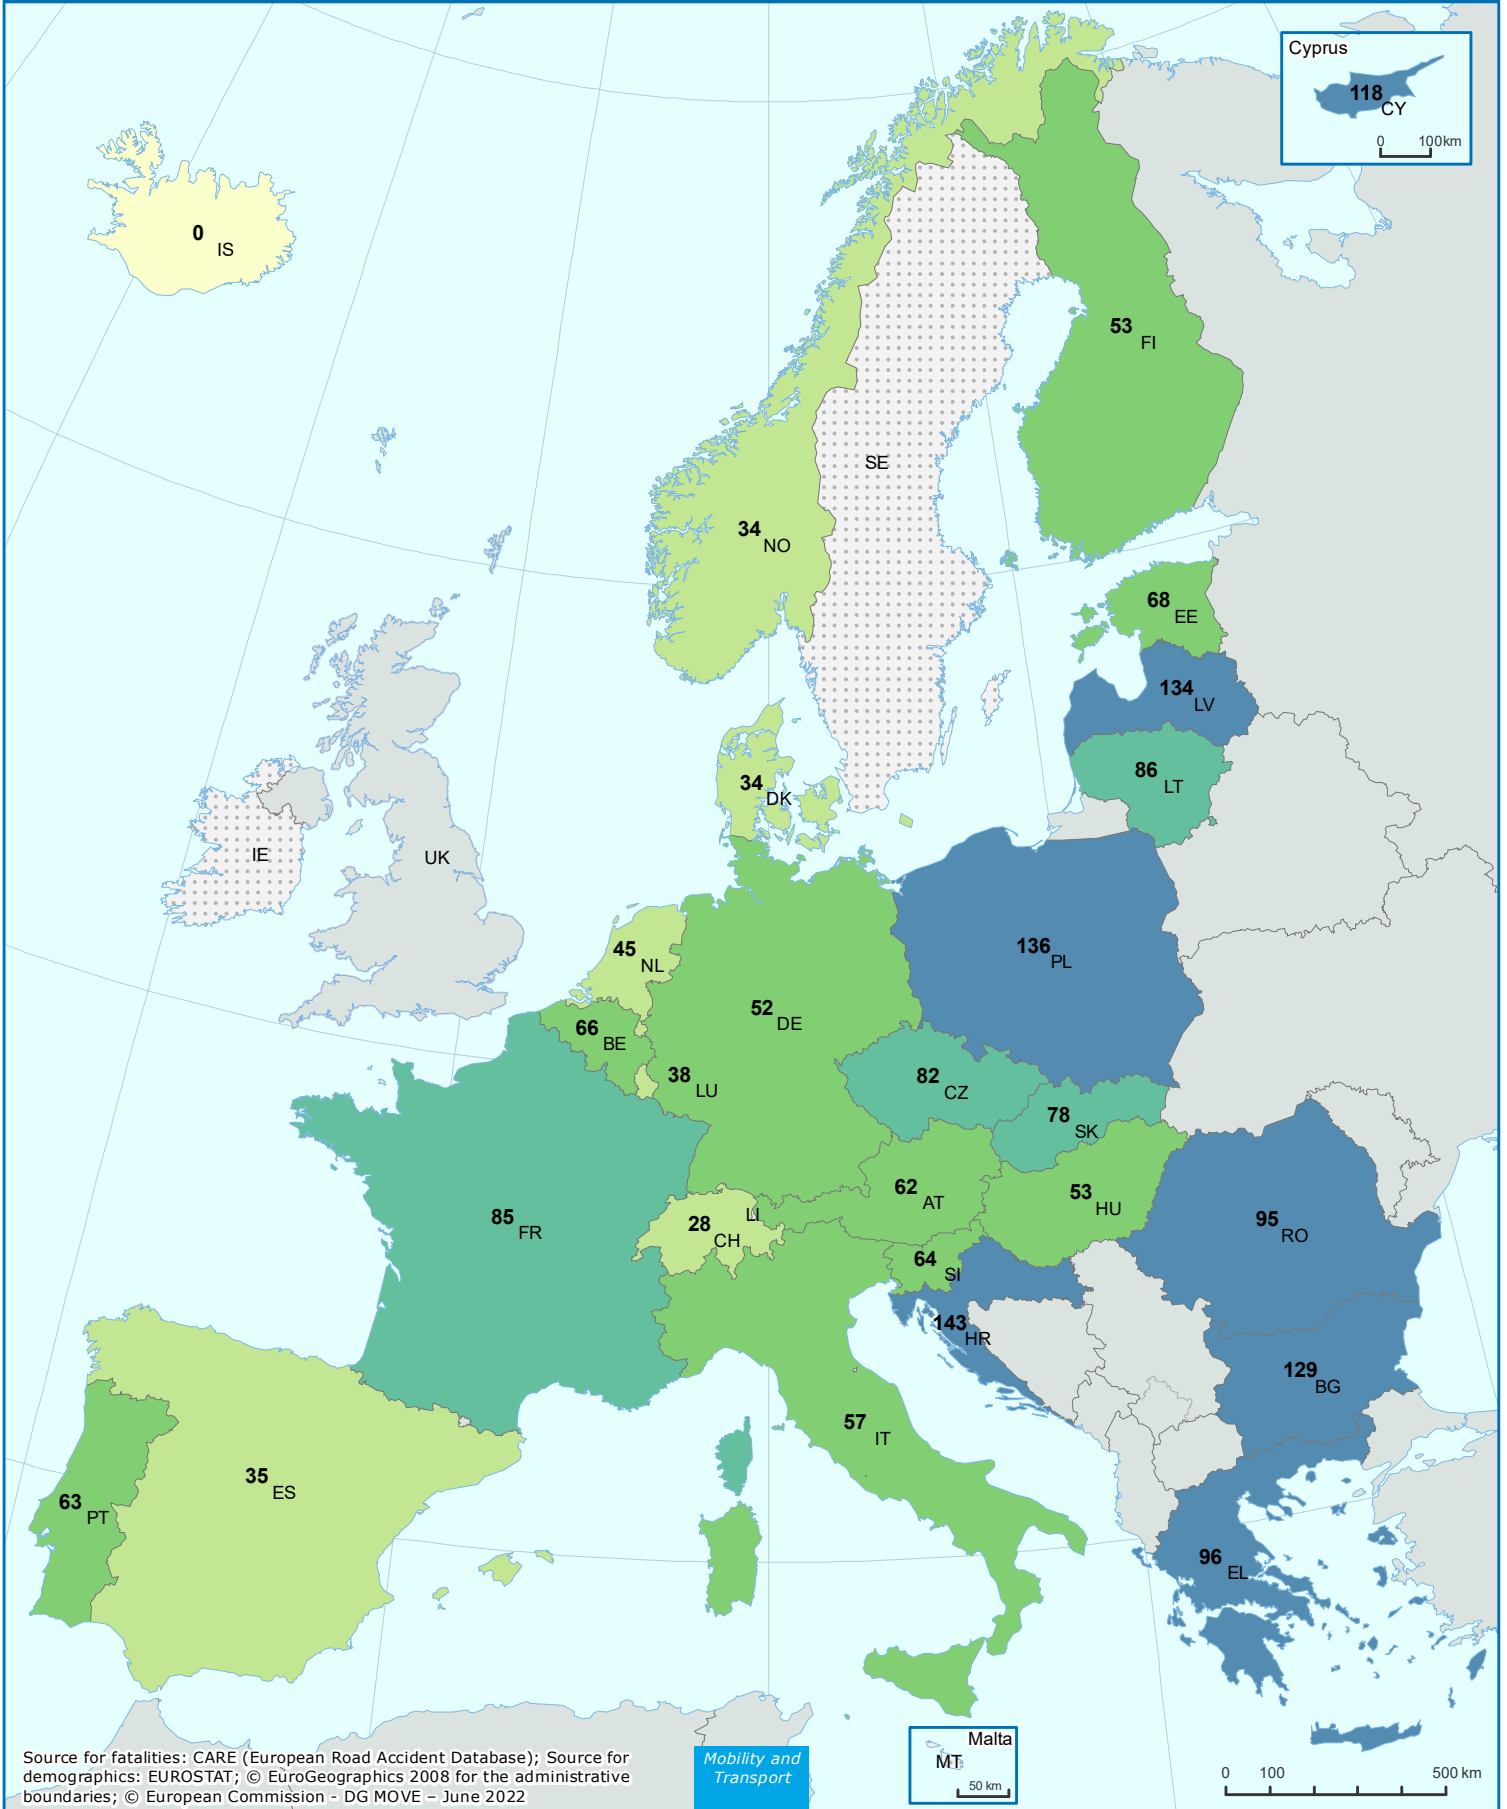 Cyprus
118
CY
0 100km
0
IS
53
FI
SE
34
NO
68
EE
134
LV
86
LT
34
DK
IE
UK
45
NL
136
PL
52
DE
66
BE
38
LU
82
CZ
78
SK
62
AT
53
HU
85
FR
28
CH
LI
95
RO
64
SI
143
HR
129
BG
57
IT
35
ES
63
PT
96
EL
Malta
MT
50 km
0 100 500 km
Mobility and
Transport
Source for fatalities: CARE (European Road Accident Database); Source for
demographics: EUROSTAT; © EuroGeographics 2008 for the administrative
boundaries; © European Commission - DG MOVE – June 2022